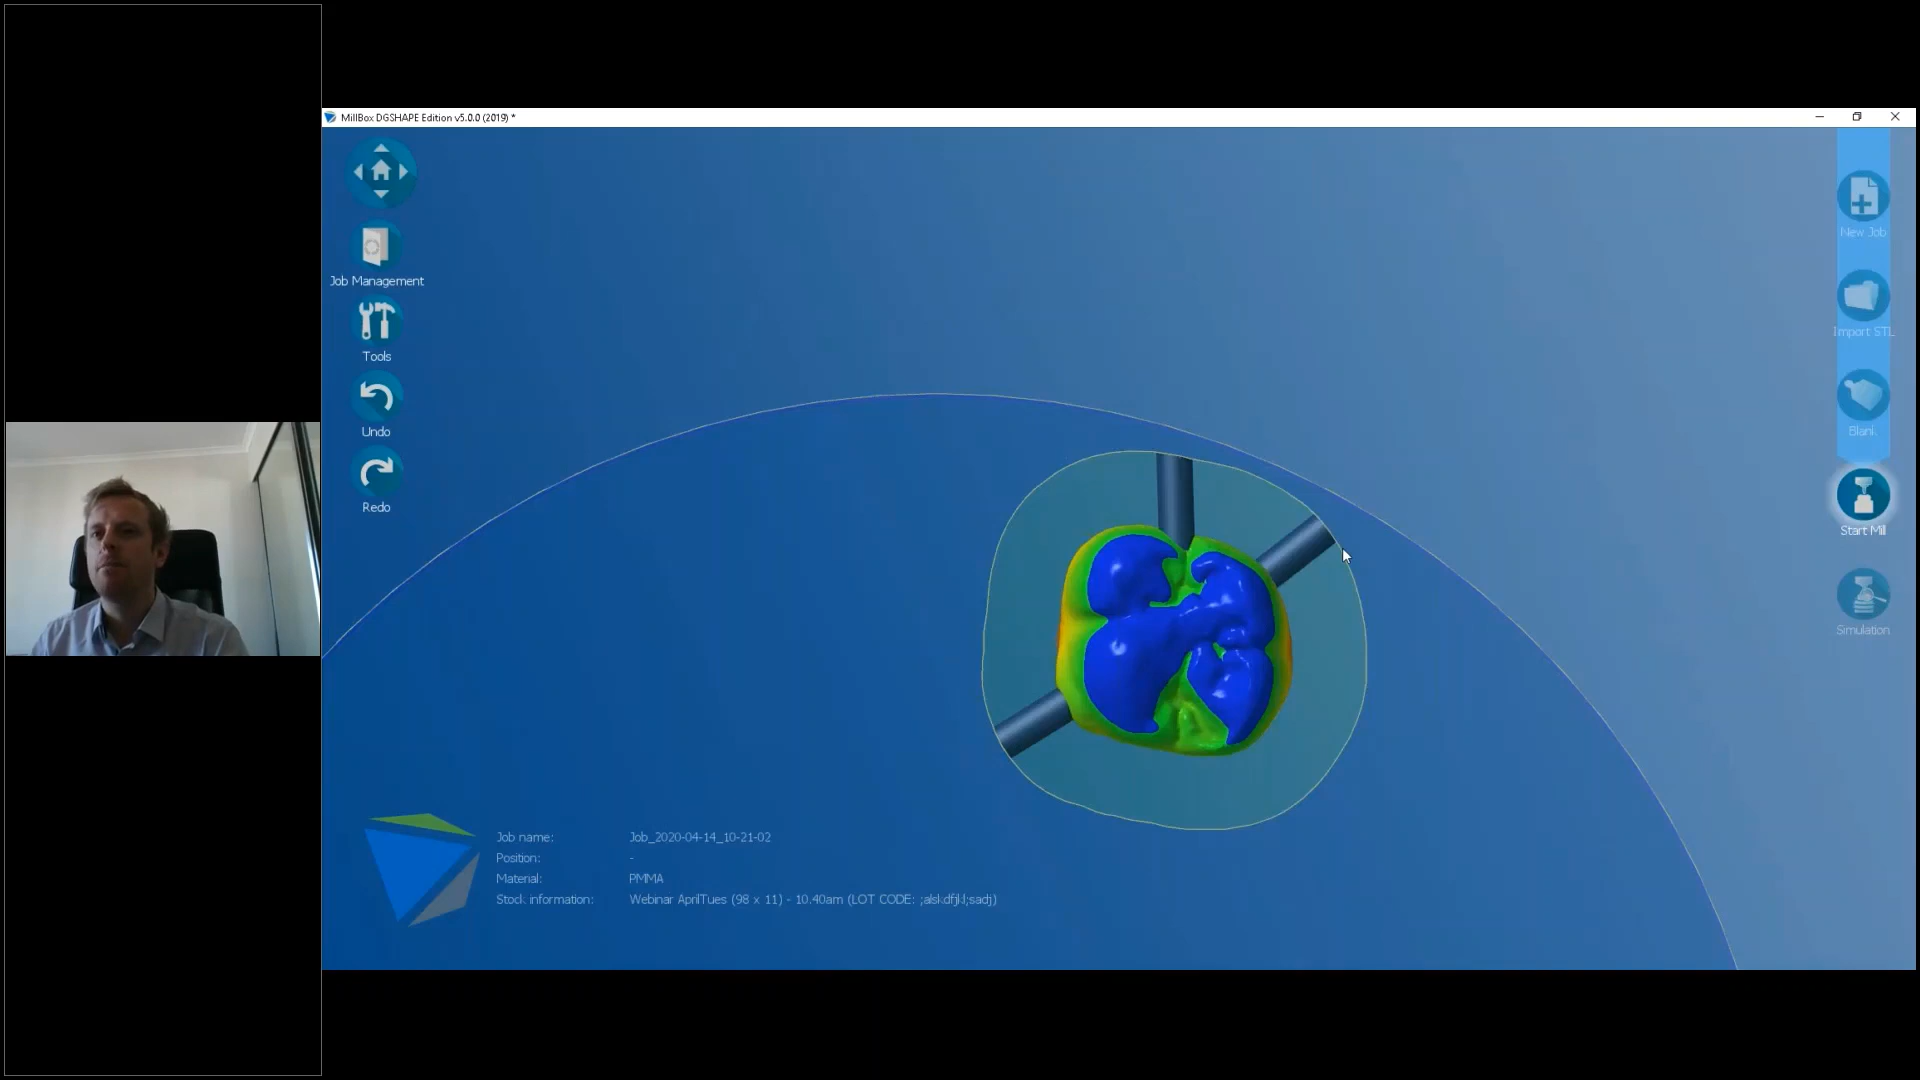 MillBox DGSHAPE Edition v5.0.0 (2019) *
Job Management
Tools
Undo
Redo
New Job
Import STL
Blank
Start Mill
Simulation
Job name: Job_2020-04-14_10-21-02
Position: -
Material: PMMA
Stock information: Webinar AprilTues (98 x 11) - 10.40am (LOT CODE: ;alskdfjkl;sadj)